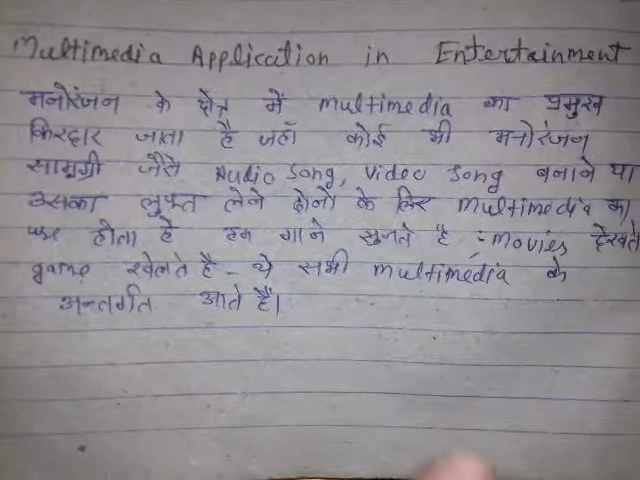 Multimedia Application in Entertainment
मनोरंजन के क्षेत्र में multimedia का प्रमुख
किरदार जाता है जहाँ कोई भी मनोरंजन
सामग्री जैसे Audio song, video song बनाने या
उसका लुफ्त लेने दोनों के लिए multimedia का
use होता है हम गाने सुनते है, movies देखते
game खेलते है - ये सभी multimedia के
अन्तर्गत आते हैं।